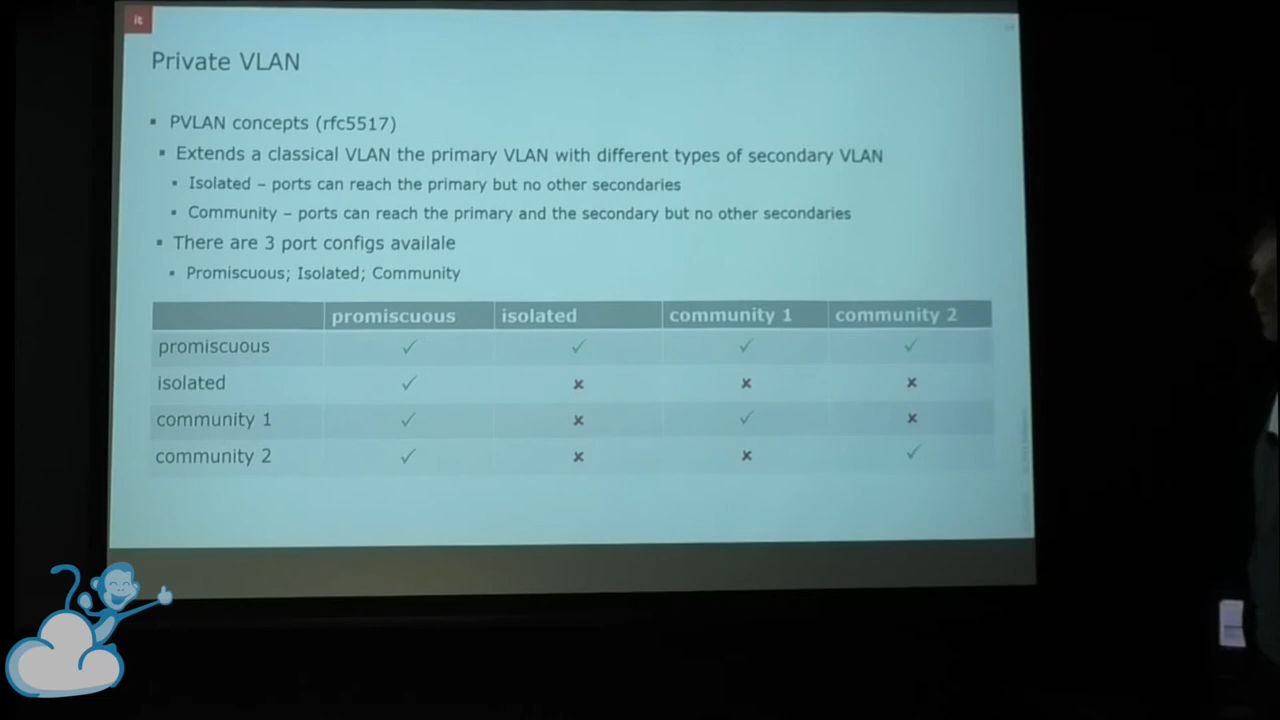 it
Private VLAN
▪ PVLAN concepts (rfc5517)
▪ Extends a classical VLAN the primary VLAN with different types of secondary VLAN
▪ Isolated – ports can reach the primary but no other secondaries
▪ Community – ports can reach the primary and the secondary but no other secondaries
▪ There are 3 port configs availale
▪ Promiscuous; Isolated; Community
promiscuous isolated community 1 community 2
promiscuous ✓ ✓ ✓ ✓
isolated ✓ ✗ ✗ ✗
community 1 ✓ ✗ ✓ ✗
community 2 ✓ ✗ ✗ ✓